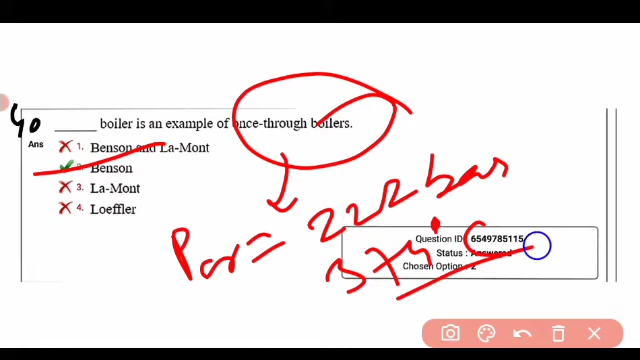 40
_____ boiler is an example of once-through boilers.
Ans
1. Benson and La-Mont
2. Benson
3. La-Mont
4. Loeffler
Pcr = 222 bar
374°C
Question ID : 6549785115
Status : Answered
Chosen Option : 2